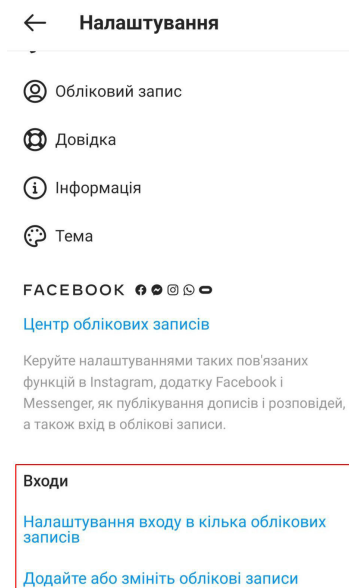 Налаштування
Обліковий запис
Довідка
Інформація
Тема
FACEBOOK
Центр облікових записів
Керуйте налаштуваннями таких пов'язаних
функцій в Instagram, додатку Facebook і
Messenger, як публікування дописів і розповідей,
а також вхід в облікові записи.
Входи
Налаштування входу в кілька облікових
записів
Додайте або змініть облікові записи